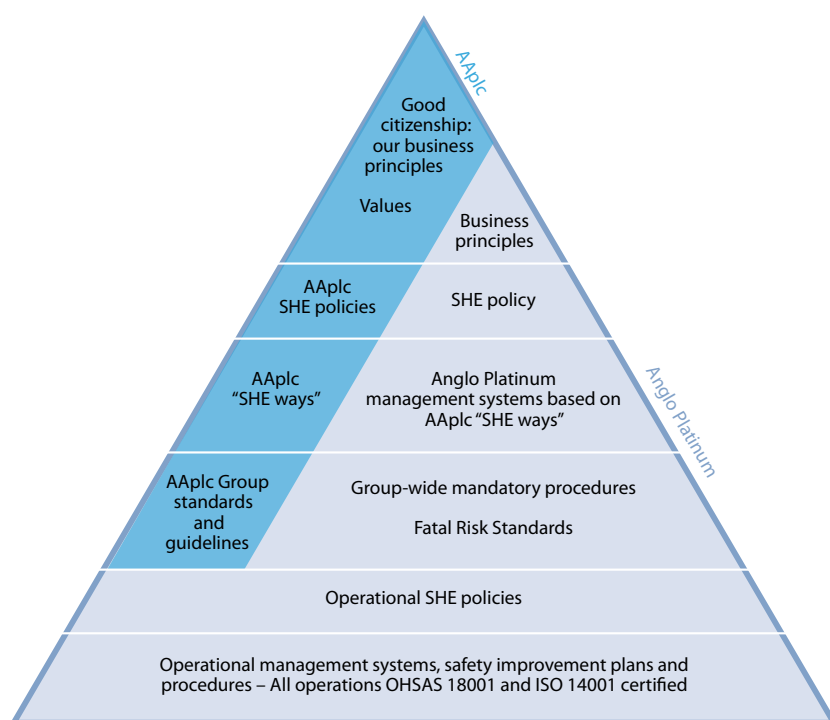 AAplc
Good
citizenship:
our business
principles
Values
Business
principles
AAplc
SHE policies
SHE policy
AAplc
“SHE ways”
Anglo Platinum
management systems based on
AAplc “SHE ways”
Anglo Platinum
AAplc Group
standards
and
guidelines
Group-wide mandatory procedures
Fatal Risk Standards
Operational SHE policies
Operational management systems, safety improvement plans and
procedures – All operations OHSAS 18001 and ISO 14001 certified